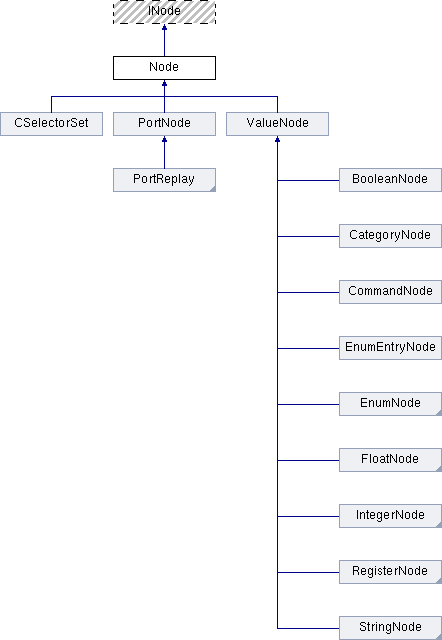 INode
Node
CSelectorSet
PortNode
ValueNode
PortReplay
BooleanNode
CategoryNode
CommandNode
EnumEntryNode
EnumNode
FloatNode
IntegerNode
RegisterNode
StringNode